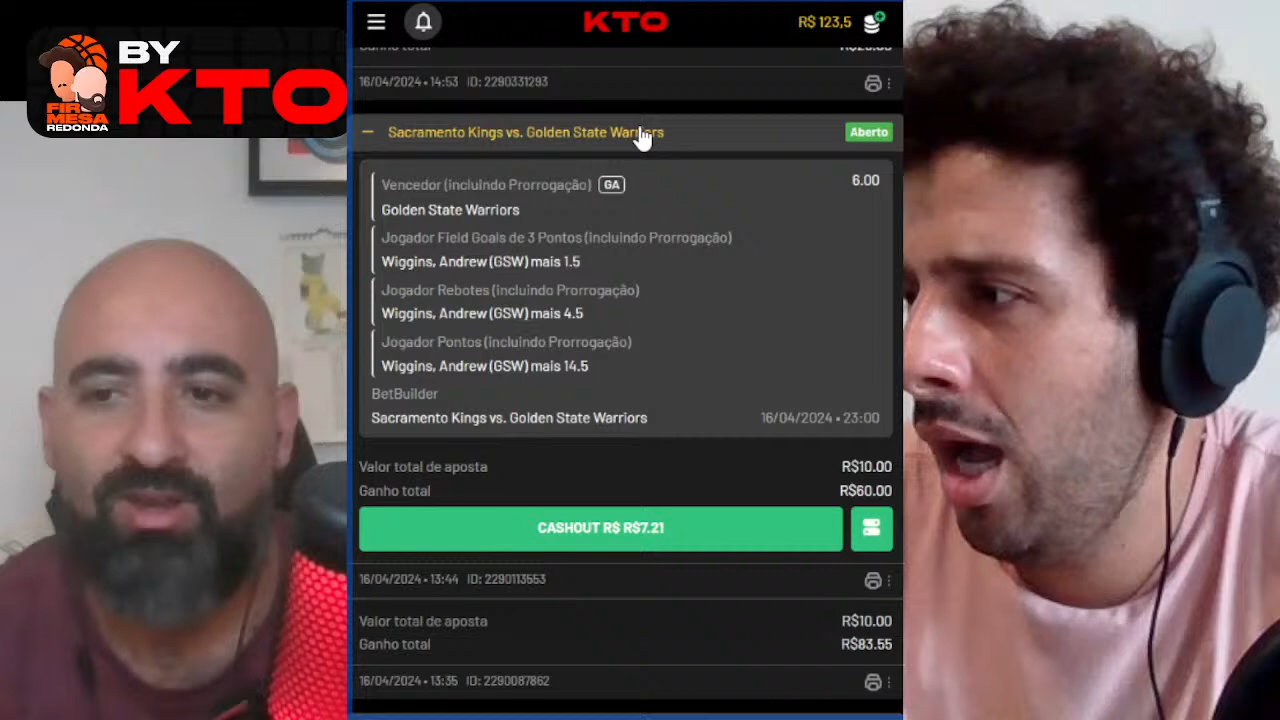 BY
KTO
FIR
MESA
REDONDA
KTO
R$ 123,5
Ganho total
16/04/2024 • 14:53 ID: 2290331293
Sacramento Kings vs. Golden State Warriors
Aberto
Vencedor (incluindo Prorrogação) GA
6.00
Golden State Warriors
Jogador Field Goals de 3 Pontos (incluindo Prorrogação)
Wiggins, Andrew (GSW) mais 1.5
Jogador Rebotes (incluindo Prorrogação)
Wiggins, Andrew (GSW) mais 4.5
Jogador Pontos (incluindo Prorrogação)
Wiggins, Andrew (GSW) mais 14.5
BetBuilder
Sacramento Kings vs. Golden State Warriors 16/04/2024 • 23:00
Valor total de aposta R$10.00
Ganho total R$60.00
CASHOUT R$ R$7.21
16/04/2024 • 13:44 ID: 2290113553
Valor total de aposta R$10.00
Ganho total R$83.55
16/04/2024 • 13:35 ID: 2290087862